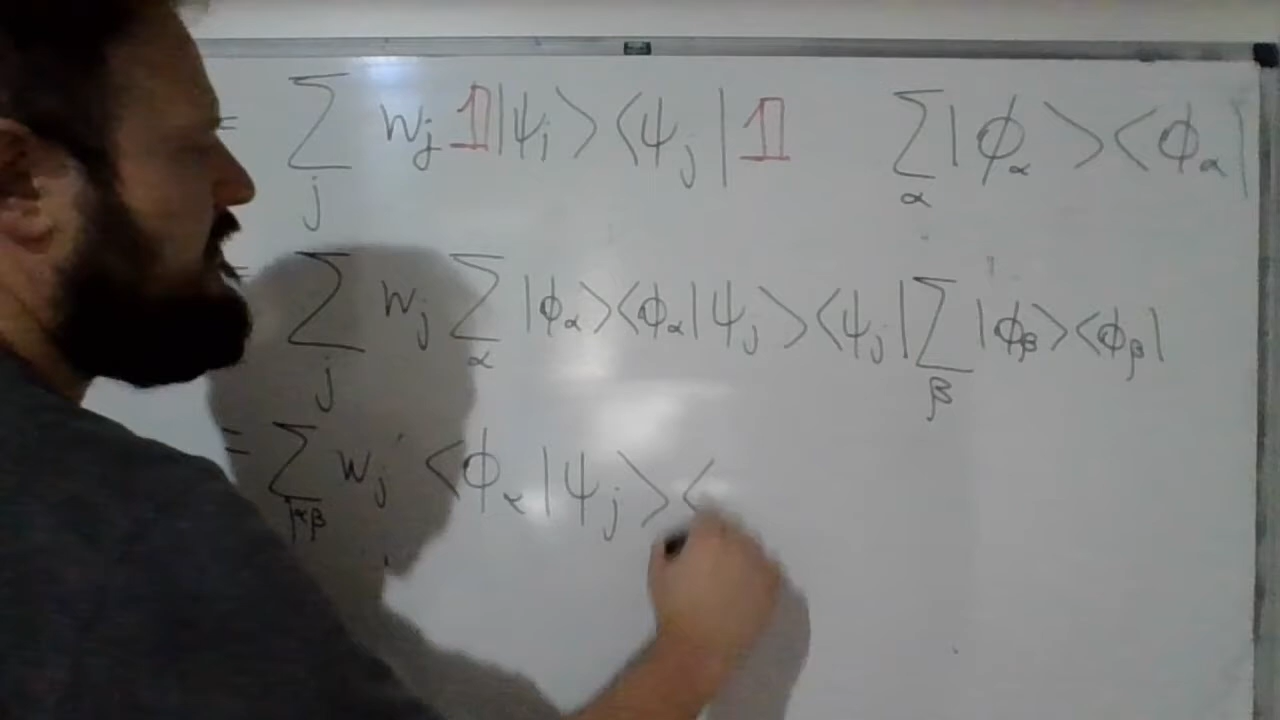 = ∑_j w_j 𝟙|ψ_i><ψ_j|𝟙   ∑_α |ϕ_α><ϕ_α|
= ∑_j w_j ∑_α |ϕ_α><ϕ_α|ψ_j><ψ_j|∑_β |ϕ_β><ϕ_β|
= ∑_{jαβ} w_j <ϕ_α|ψ_j><